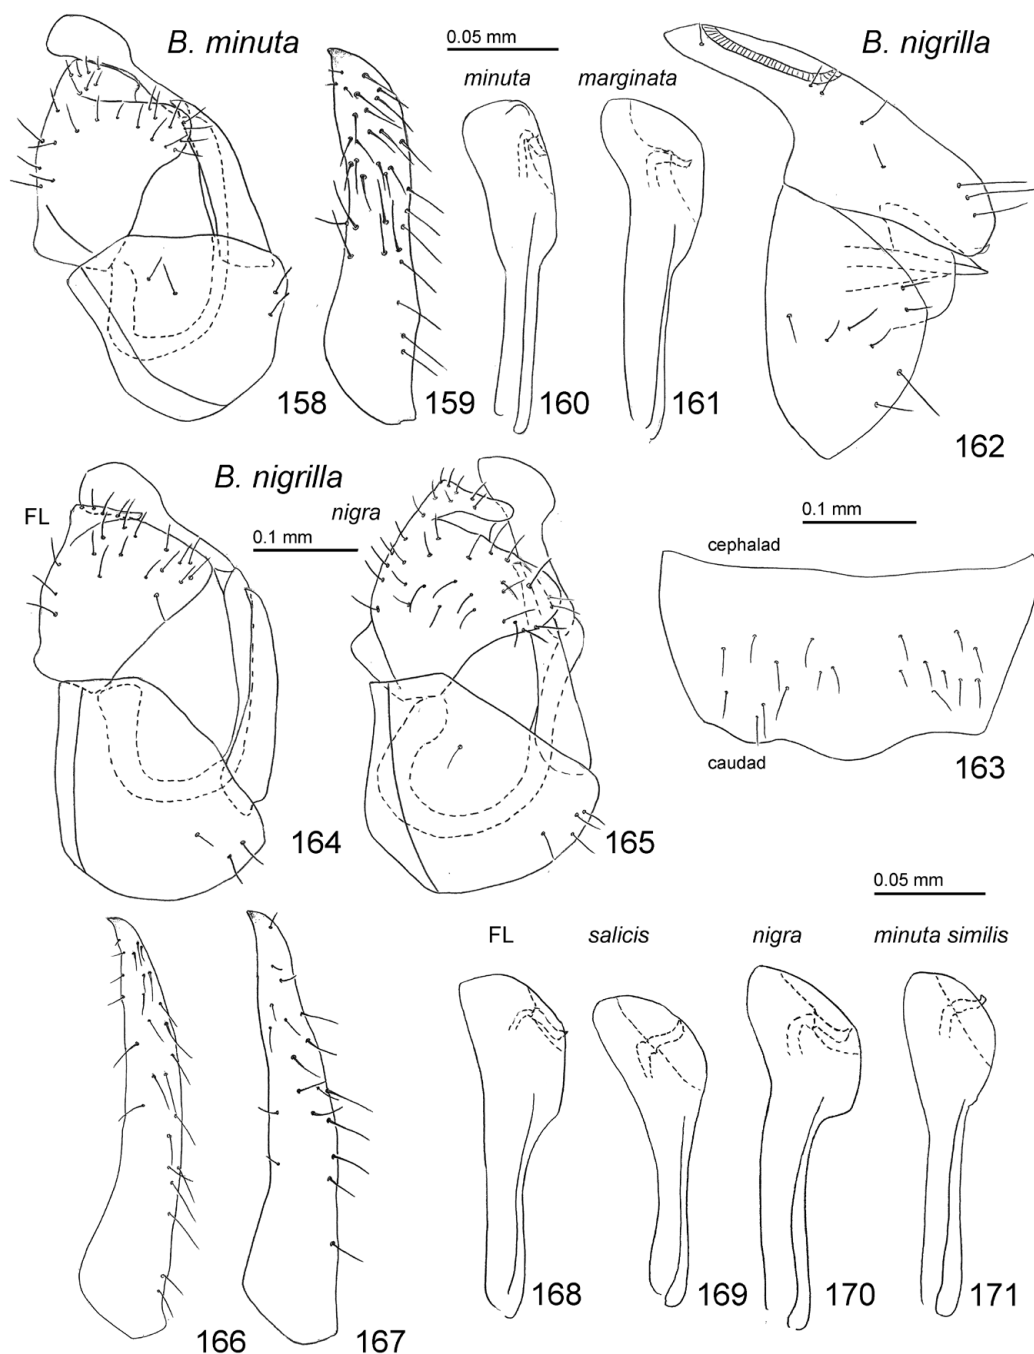 B. minuta
0.05 mm
B. nigrilla
minuta
marginata
158
159
160
161
162
B. nigrilla
FL
nigra
0.1 mm
0.1 mm
cephalad
caudad
163
164
165
0.05 mm
FL
salicis
nigra
minuta similis
166
167
168
169
170
171